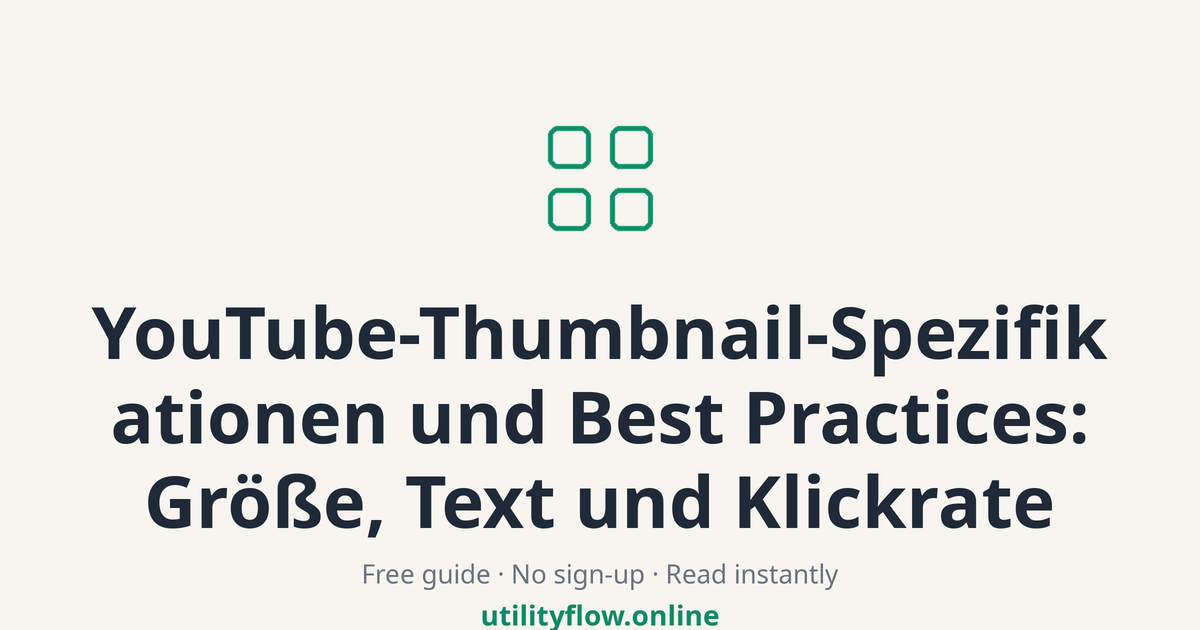 YouTube-Thumbnail-Spezifik
ationen und Best Practices:
Größe, Text und Klickrate
Free guide · No sign-up · Read instantly
utilityflow.online